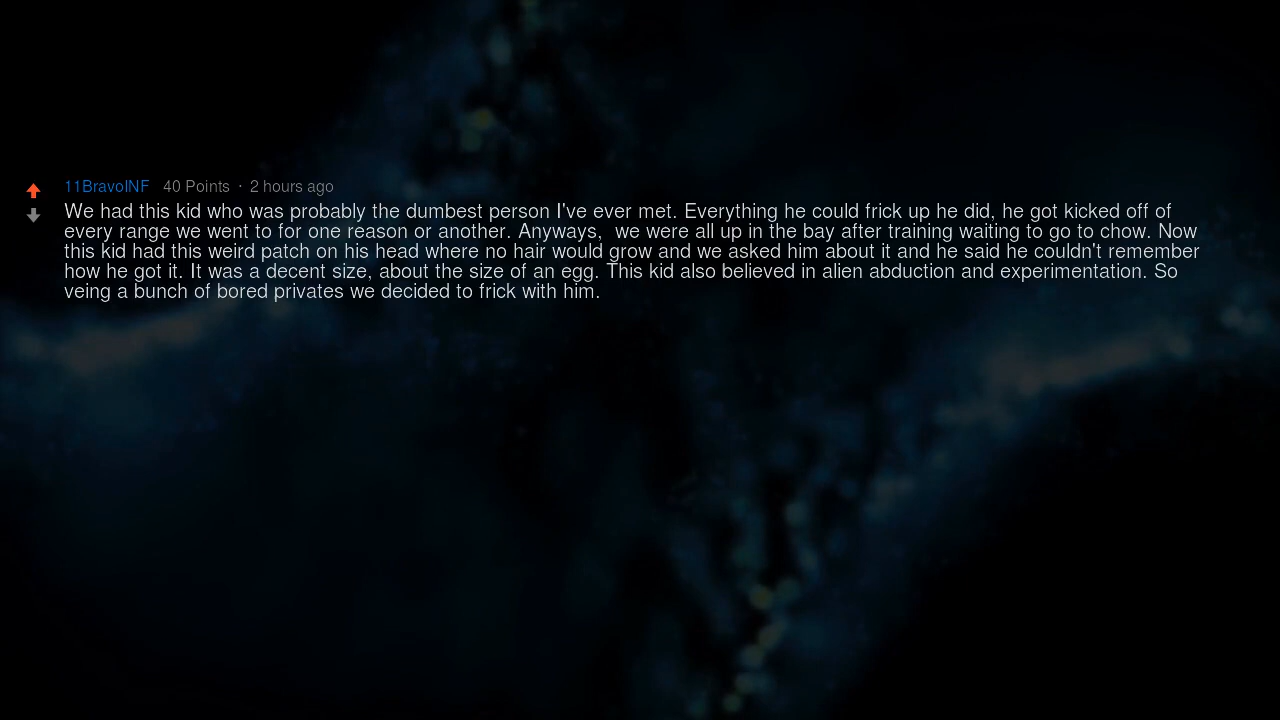 11BravoINF 40 Points · 2 hours ago
We had this kid who was probably the dumbest person I've ever met. Everything he could frick up he did, he got kicked off of
every range we went to for one reason or another. Anyways,  we were all up in the bay after training waiting to go to chow. Now
this kid had this weird patch on his head where no hair would grow and we asked him about it and he said he couldn't remember
how he got it. It was a decent size, about the size of an egg. This kid also believed in alien abduction and experimentation. So
veing a bunch of bored privates we decided to frick with him.